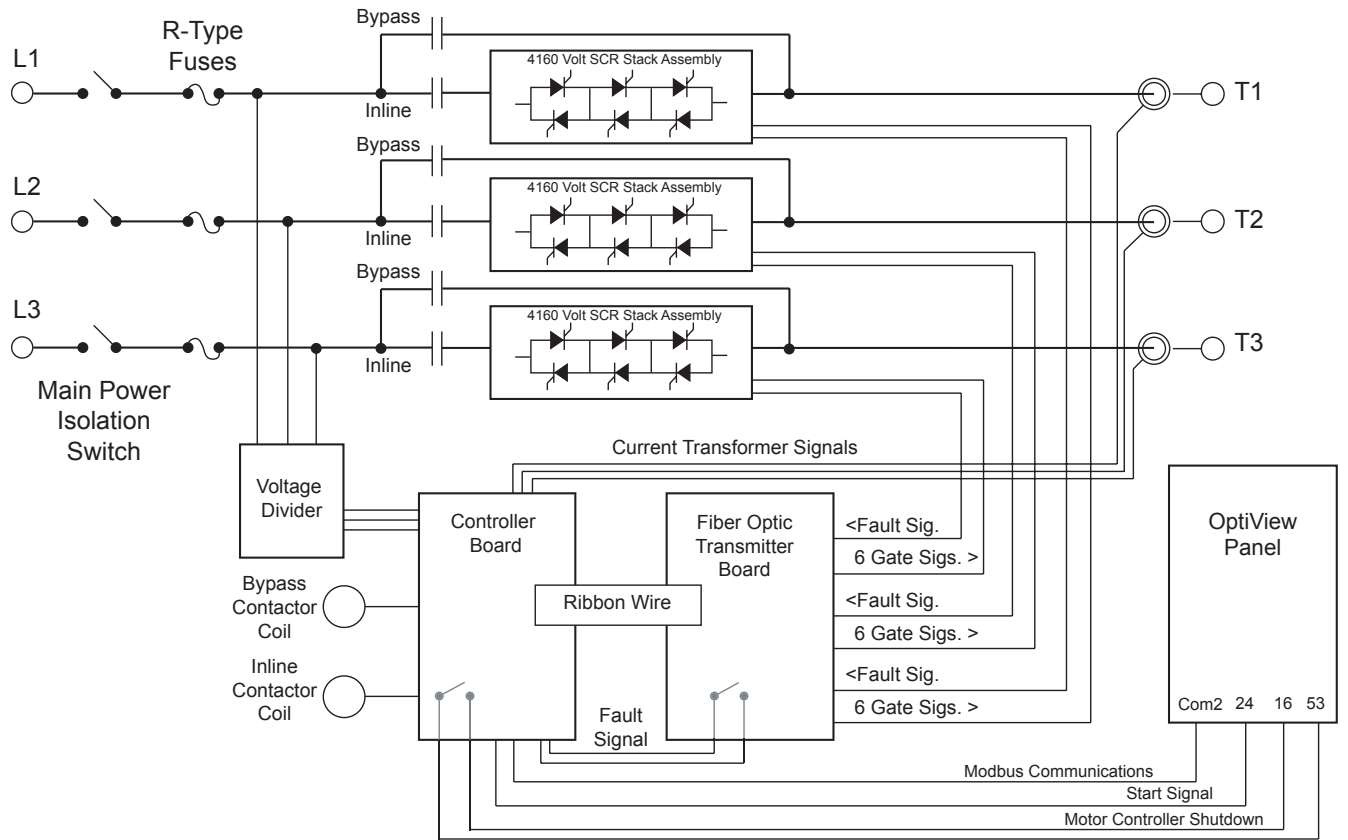 Bypass
R-Type
Fuses
L1
4160 Volt SCR Stack Assembly
T1
Inline
Bypass
L2
4160 Volt SCR Stack Assembly
T2
Inline
Bypass
L3
4160 Volt SCR Stack Assembly
T3
Inline
Main Power
Isolation
Switch
Current Transformer Signals
Voltage
Divider
Controller
Board
Fiber Optic
Transmitter
Board
<Fault Sig.
6 Gate Sigs. >
<Fault Sig.
6 Gate Sigs. >
<Fault Sig.
6 Gate Sigs. >
OptiView
Panel
Bypass
Contactor
Coil
Ribbon Wire
Inline
Contactor
Coil
Fault
Signal
Com2 24 16 53
Modbus Communications
Start Signal
Motor Controller Shutdown